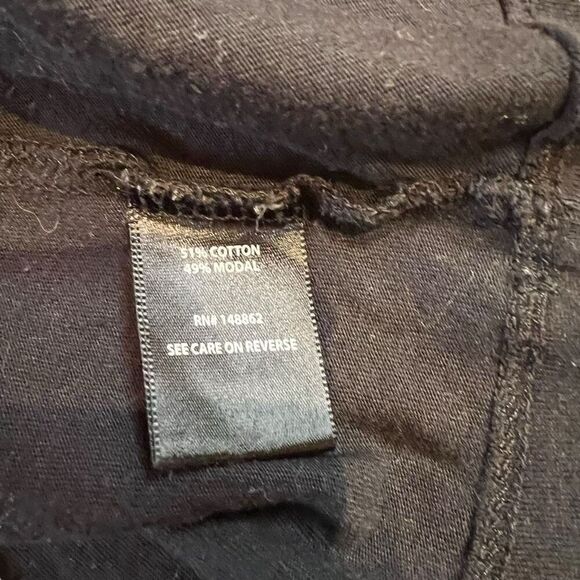 51% COTTON
49% MODAL
RN# 148862
SEE CARE ON REVERSE